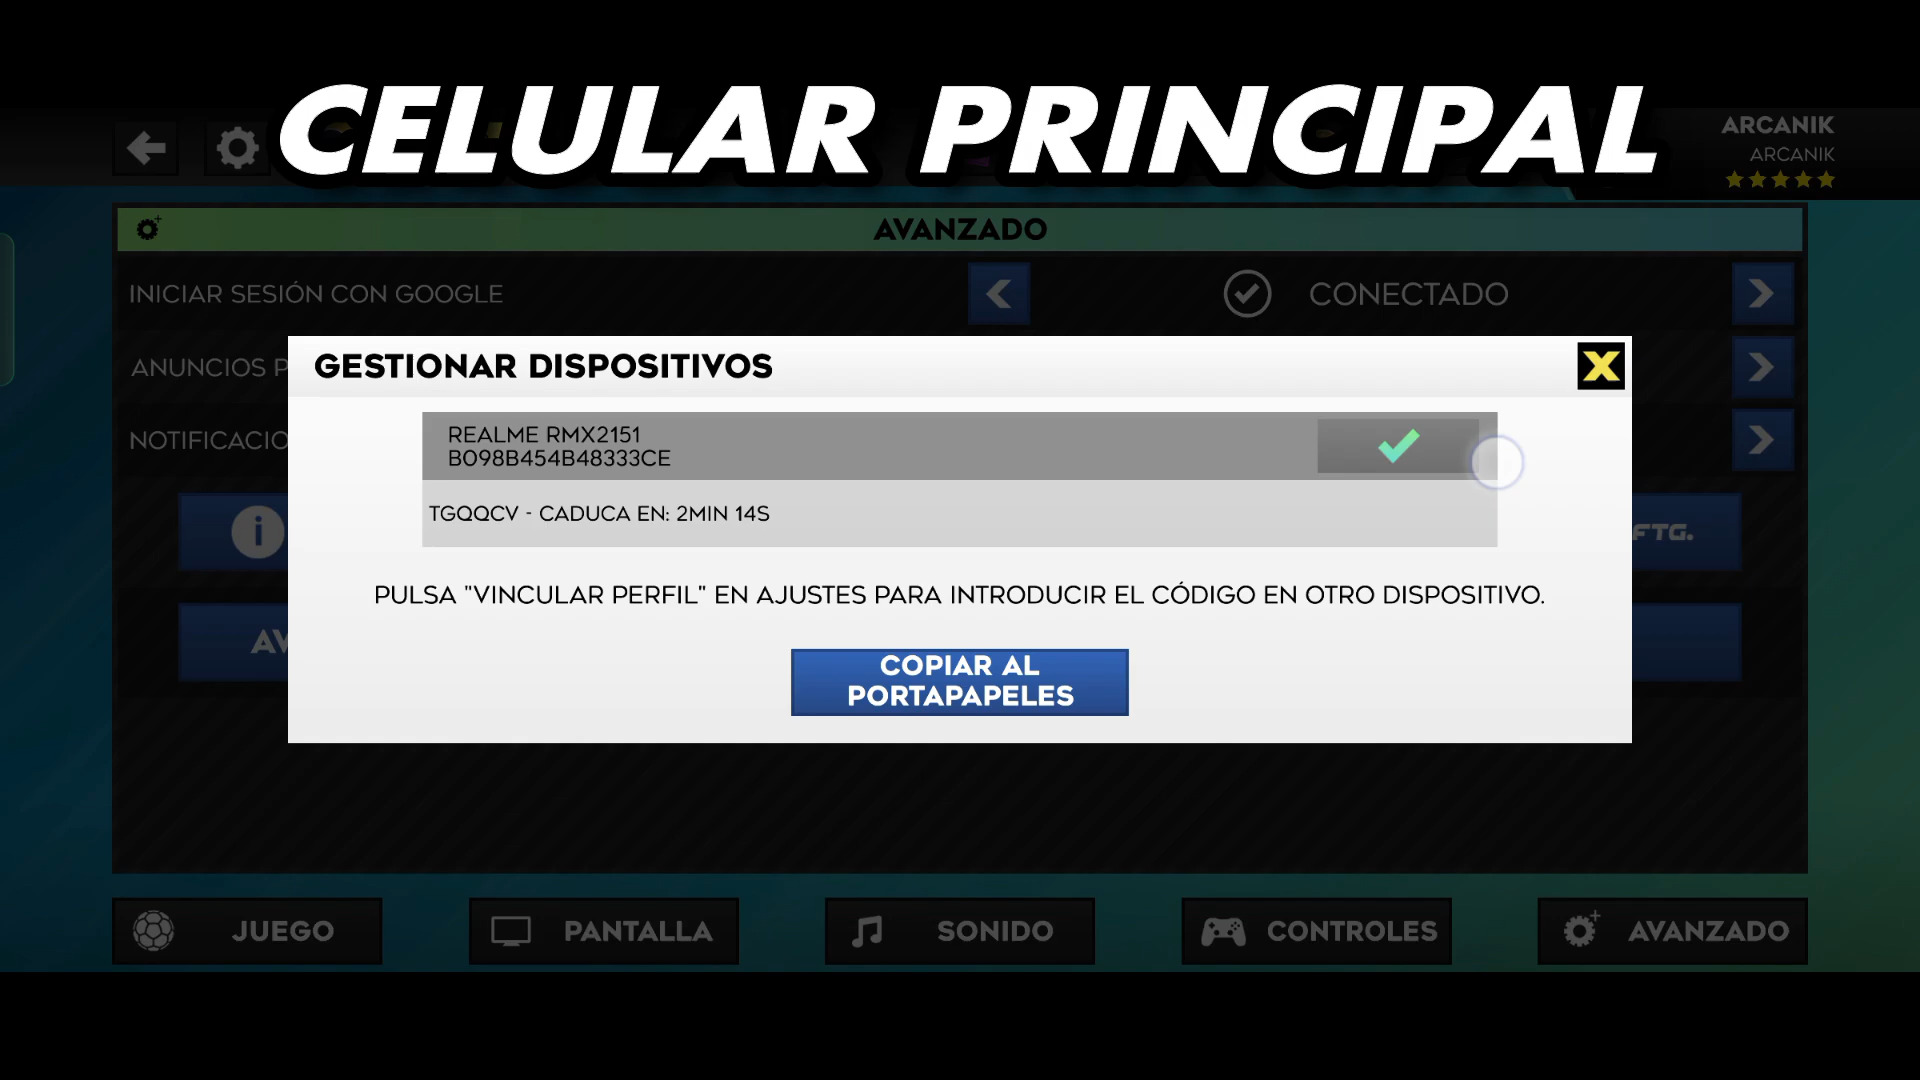 CELULAR PRINCIPAL
ARCANIK
ARCANIK
AVANZADO
INICIAR SESIÓN CON GOOGLE
CONECTADO
ANUNCIOS P
GESTIONAR DISPOSITIVOS
X
REALME RMX2151
B098B454B48333CE
NOTIFICACIO
TGQQCV - CADUCA EN: 2MIN 14S
FTG.
PULSA "VINCULAR PERFIL" EN AJUSTES PARA INTRODUCIR EL CÓDIGO EN OTRO DISPOSITIVO.
AV
COPIAR AL
PORTAPAPELES
JUEGO
PANTALLA
SONIDO
CONTROLES
AVANZADO